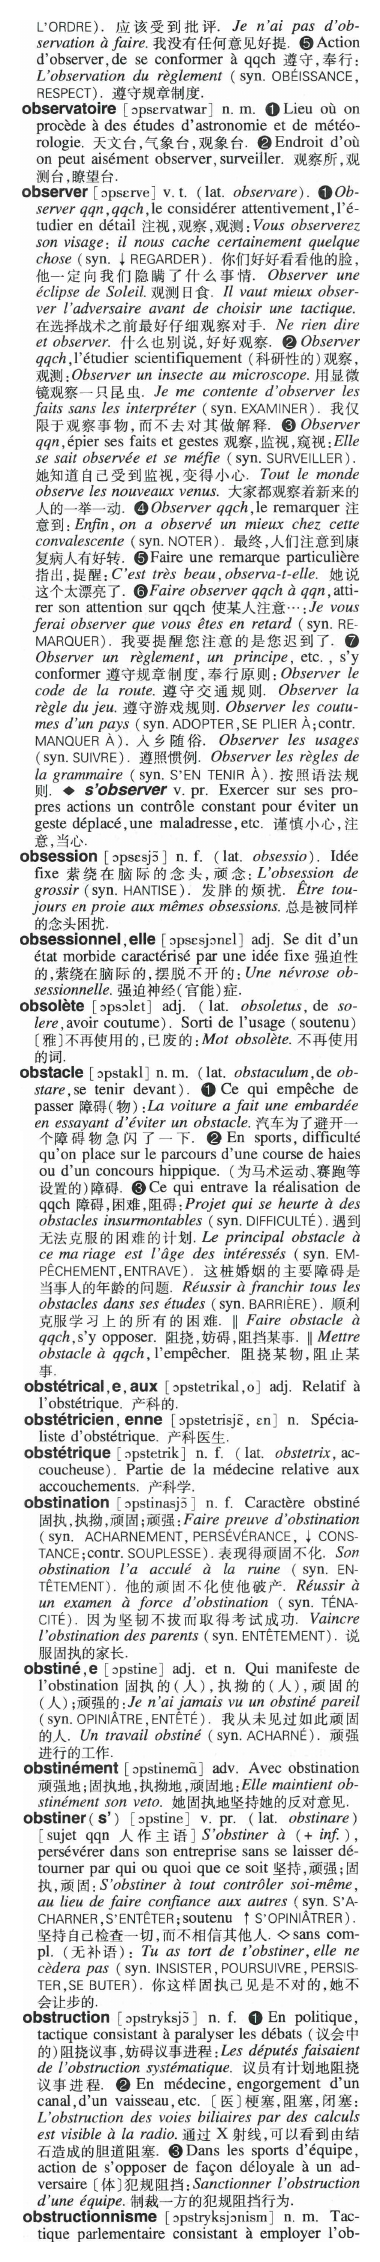 L'ORDRE). 应该受到批评. Je n'ai pas d'ob-
servation à faire. 我没有任何意见好提. ❺ Action
d'observer, de se conformer à qqch 遵守,奉行:
L'observation du règlement (syn. OBÉISSANCE,
RESPECT). 遵守规章制度.
observatoire [ɔpsɛrvatwar] n. m. ❶ Lieu où on
procède à des études d'astronomie et de météo-
rologie. 天文台,气象台,观象台. ❷ Endroit d'où
on peut aisément observer, surveiller. 观察所,观
测台,瞭望台.
observer [ɔpsɛrve] v. t. (lat. observare). ❶ Ob-
server qqn, qqch, le considérer attentivement, l'é-
tudier en détail 注视,观察,观测: Vous observerez
son visage: il nous cache certainement quelque
chose (syn. ↓ REGARDER). 你们好好看看他的脸,
他一定向我们隐瞒了什么事情. Observer une
éclipse de Soleil. 观测日食. Il vaut mieux obser-
ver l'adversaire avant de choisir une tactique.
在选择战术之前最好仔细观察对手. Ne rien dire
et observer. 什么也别说,好好观察. ❷ Observer
qqch, l'étudier scientifiquement (科研性的)观察,
观测: Observer un insecte au microscope. 用显微
镜观察一只昆虫. Je me contente d'observer les
faits sans les interpréter (syn. EXAMINER). 我仅
限于观察事物,而不去对其做解释. ❸ Observer
qqn, épier ses faits et gestes 观察,监视,窥视: Elle
se sait observée et se méfie (syn. SURVEILLER).
她知道自己受到监视,变得小心. Tout le monde
observe les nouveaux venus. 大家都观察着新来的
人的一举一动. ❹ Observer qqch, le remarquer 注
意到: Enfin, on a observé un mieux chez cette
convalescente (syn. NOTER). 最终,人们注意到康
复病人有好转. ❺ Faire une remarque particulière
指出,提醒: C'est très beau, observa-t-elle. 她说
这个太漂亮了. ❻ Faire observer qqch à qqn, atti-
rer son attention sur qqch 使某人注意…: Je vous
ferai observer que vous êtes en retard (syn. RE-
MARQUER). 我要提醒您注意的是您迟到了. ❼
Observer un règlement, un principe, etc., s'y
conformer 遵守规章制度,奉行原则: Observer le
code de la route. 遵守交通规则. Observer la
règle du jeu. 遵守游戏规则. Observer les coutu-
mes d'un pays (syn. ADOPTER, SE PLIER À; contr.
MANQUER À). 入乡随俗. Observer les usages
(syn. SUIVRE). 遵照惯例. Observer les règles de
la grammaire (syn. S'EN TENIR À). 按照语法规
则. ◆ s'observer v. pr. Exercer sur ses pro-
pres actions un contrôle constant pour éviter un
geste déplacé, une maladresse, etc. 谨慎小心,注
意,当心.
obsession [ɔpsɛsjɔ̃] n. f. (lat. obsessio). Idée
fixe 萦绕在脑际的念头,顽念: L'obsession de
grossir (syn. HANTISE). 发胖的烦扰. Être tou-
jours en proie aux mêmes obsessions. 总是被同样
的念头困扰.
obsessionnel, elle [ɔpsɛsjɔnɛl] adj. Se dit d'un
état morbide caractérisé par une idée fixe 强迫性
的,萦绕在脑际的,摆脱不开的: Une névrose ob-
sessionnelle. 强迫神经(官能)症.
obsolète [ɔpsɔlɛt] adj. (lat. obsoletus, de so-
lere, avoir coutume). Sorti de l'usage (soutenu)
[雅]不再使用的,已废的: Mot obsolète. 不再使用
的词.
obstacle [ɔpstakl] n. m. (lat. obstaculum, de ob-
stare, se tenir devant). ❶ Ce qui empêche de
passer 障碍(物): La voiture a fait une embardée
en essayant d'éviter un obstacle. 汽车为了避开一
个障碍物急闪了一下. ❷ En sports, difficulté
qu'on place sur le parcours d'une course de haies
ou d'un concours hippique. (为马术运动、赛跑等
设置的)障碍. ❸ Ce qui entrave la réalisation de
qqch 障碍,困难,阻碍: Projet qui se heurte à des
obstacles insurmontables (syn. DIFFICULTÉ). 遇到
无法克服的困难的计划. Le principal obstacle à
ce mariage est l'âge des intéressés (syn. EM-
PÊCHEMENT, ENTRAVE). 这桩婚姻的主要障碍是
当事人的年龄的问题. Réussir à franchir tous les
obstacles dans ses études (syn. BARRIÈRE). 顺利
克服学习上的所有的困难. ‖ Faire obstacle à
qqch, s'y opposer. 阻挠,妨碍,阻挡某事. ‖ Mettre
obstacle à qqch, l'empêcher. 阻挠某物,阻止某
事.
obstétrical, e, aux [ɔpstetrikal, o] adj. Relatif à
l'obstétrique. 产科的.
obstétricien, enne [ɔpstetrisjɛ̃, ɛn] n. Spécia-
liste d'obstétrique. 产科医生.
obstétrique [ɔpstetrik] n. f. (lat. obstetrix, ac-
coucheuse). Partie de la médecine relative aux
accouchements. 产科学.
obstination [ɔpstinasjɔ̃] n. f. Caractère obstiné
固执,执拗,顽固;顽强: Faire preuve d'obstination
(syn. ACHARNEMENT, PERSÉVÉRANCE, ↓ CONS-
TANCE; contr. SOUPLESSE). 表现得顽固不化. Son
obstination l'a acculé à la ruine (syn. EN-
TÊTEMENT). 他的顽固不化使他破产. Réussir à
un examen à force d'obstination (syn. TÉNA-
CITÉ). 因为坚韧不拔而取得考试成功. Vaincre
l'obstination des parents (syn. ENTÊTEMENT). 说
服固执的家长.
obstiné, e [ɔpstine] adj. et n. Qui manifeste de
l'obstination 固执的(人),执拗的(人),顽固的
(人);顽强的: Je n'ai jamais vu un obstiné pareil
(syn. OPINIÂTRE, ENTÊTÉ). 我从未见过如此顽固
的人. Un travail obstiné (syn. ACHARNÉ). 顽强
进行的工作.
obstinément [ɔpstinemɑ̃] adv. Avec obstination
顽强地;固执地,执拗地,顽固地: Elle maintient ob-
stinément son veto. 她固执地坚持她的反对意见.
obstiner (s') [ɔpstine] v. pr. (lat. obstinare)
[sujet qqn 人作主语] S'obstiner à (+ inf.),
persévérer dans son entreprise sans se laisser dé-
tourner par qui ou quoi que ce soit 坚持,顽强;固
执,顽固: S'obstiner à tout contrôler soi-même,
au lieu de faire confiance aux autres (syn. S'A-
CHARNER, S'ENTÊTER; soutenu ↑ S'OPINIÂTRER).
坚持自己检查一切,而不相信其他人. ◇ sans com-
pl. (无补语): Tu as tort de t'obstiner, elle ne
cèdera pas (syn. INSISTER, POURSUIVRE, PERSIS-
TER, SE BUTER). 你这样固执己见是不对的,她不
会让步的.
obstruction [ɔpstryksjɔ̃] n. f. ❶ En politique,
tactique consistant à paralyser les débats (议会中
的)阻挠议事,妨碍议事进程: Les députés faisaient
de l'obstruction systématique. 议员有计划地阻挠
议事进程. ❷ En médecine, engorgement d'un
canal, d'un vaisseau, etc. [医]梗塞,阻塞,闭塞:
L'obstruction des voies biliaires par des calculs
est visible à la radio. 通过 X 射线,可以看到由结
石造成的胆道阻塞. ❸ Dans les sports d'équipe,
action de s'opposer de façon déloyale à un ad-
versaire [体]犯规阻挡: Sanctionner l'obstruction
d'une équipe. 制裁一方的犯规阻挡行为.
obstructionnisme [ɔpstryksjɔnism] n. m. Tac-
tique parlementaire consistant à employer l'ob-